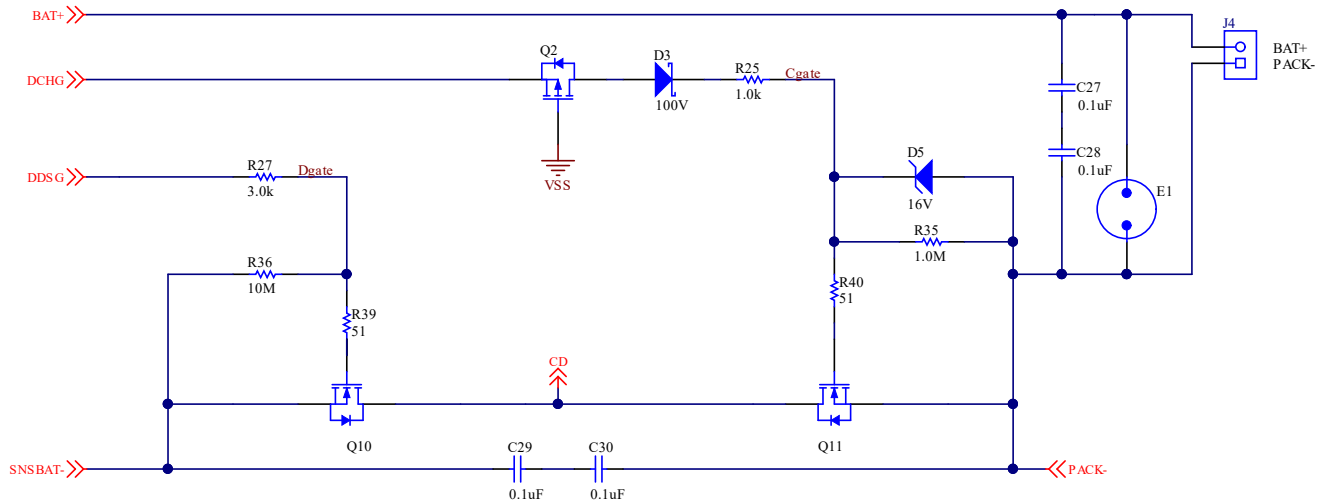 BAT+
J4
Q2
D3
R25
Cgate
BAT+
PACK-
DCHG
100V
1.0k
C27
0.1uF
R27
Dgate
D5
C28
0.1uF
DDSG
3.0k
VSS
16V
E1
R35
1.0M
R36
10M
R40
51
R39
51
CD
Q10
Q11
C29
C30
SNSBAT-
PACK-
0.1uF
0.1uF